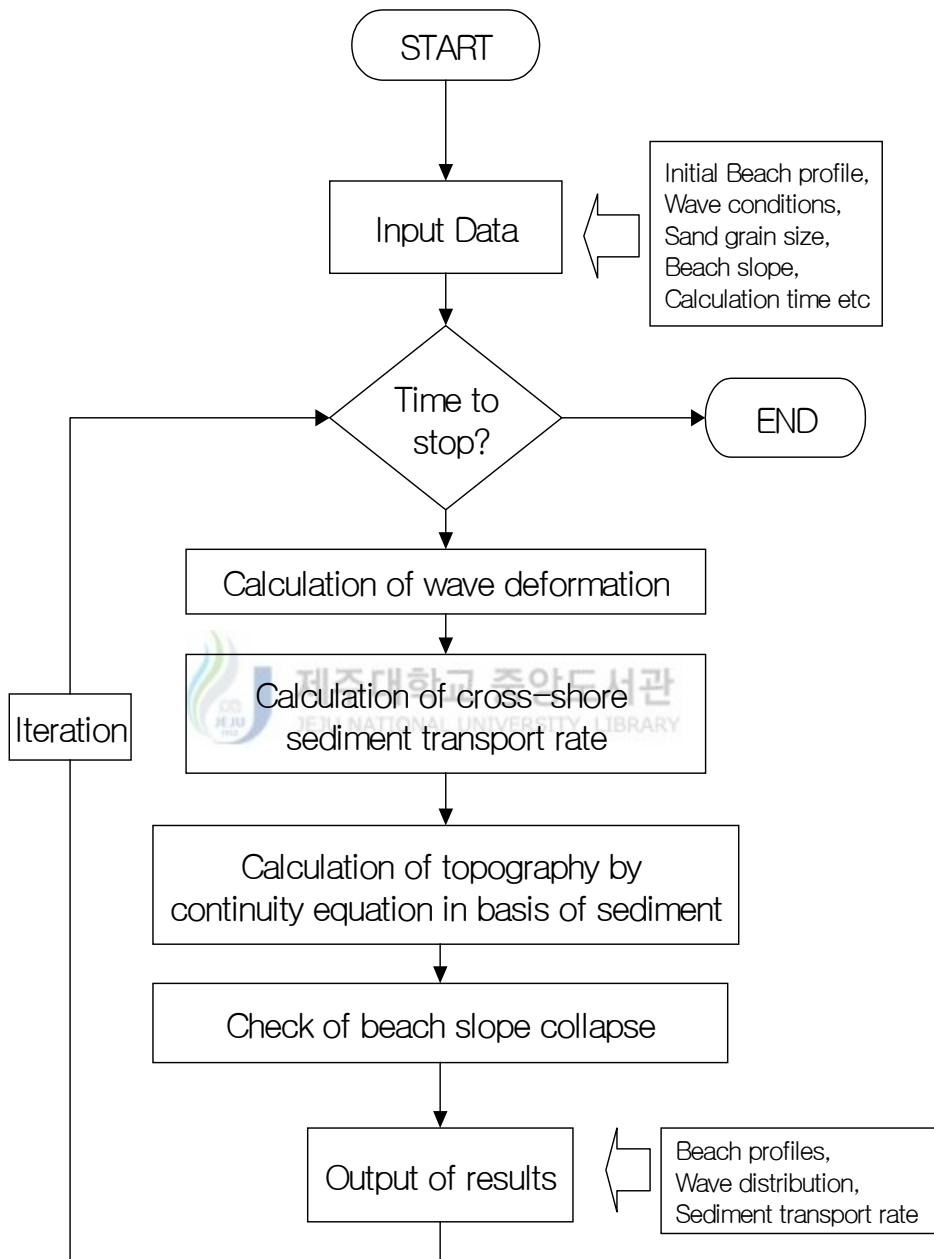 START
Input Data
Initial Beach profile,
Wave conditions,
Sand grain size,
Beach slope,
Calculation time etc
Time to
stop?
END
Calculation of wave deformation
제주대학교 중앙도서관
JEJU NATIONAL UNIVERSITY LIBRARY
JEJU
1952
Calculation of cross-shore
sediment transport rate
Iteration
Calculation of topography by
continuity equation in basis of sediment
Check of beach slope collapse
Output of results
Beach profiles,
Wave distribution,
Sediment transport rate